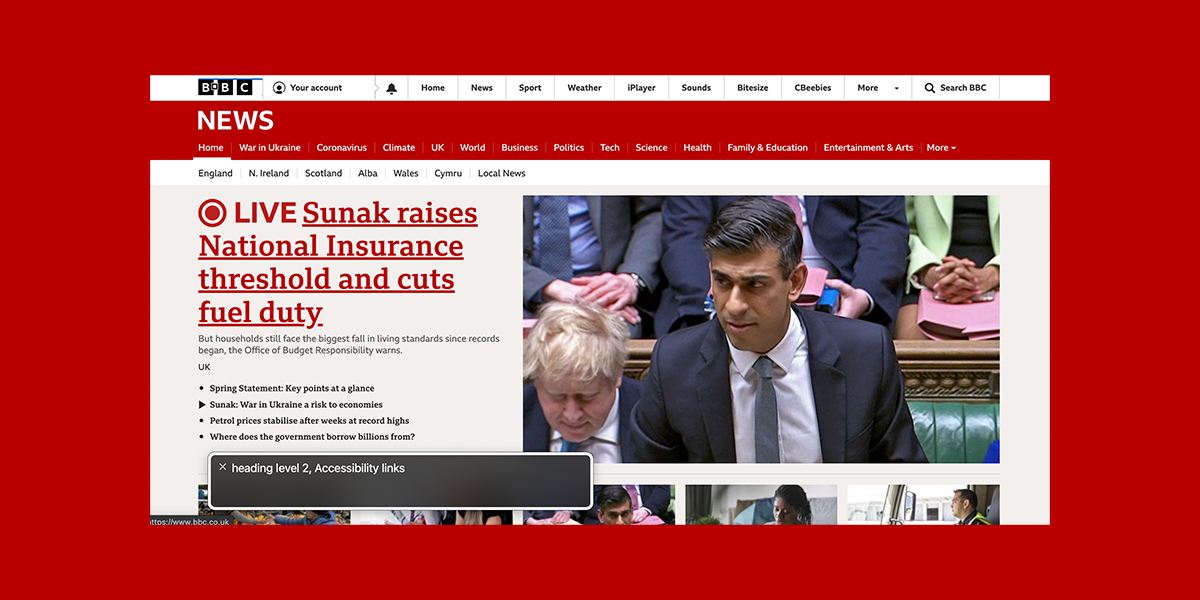 BBC Your account Home News Sport Weather iPlayer Sounds Bitesize CBeebies More Search BBC
NEWS
Home War in Ukraine Coronavirus Climate UK World Business Politics Tech Science Health Family & Education Entertainment & Arts More
England N. Ireland Scotland Alba Wales Cymru Local News
LIVE Sunak raises
National Insurance
threshold and cuts
fuel duty
But households still face the biggest fall in living standards since records
began, the Office of Budget Responsibility warns.
UK
Spring Statement: Key points at a glance
Sunak: War in Ukraine a risk to economies
Petrol prices stabilise after weeks at record highs
Where does the government borrow billions from?
× heading level 2, Accessibility links
https://www.bbc.co.uk